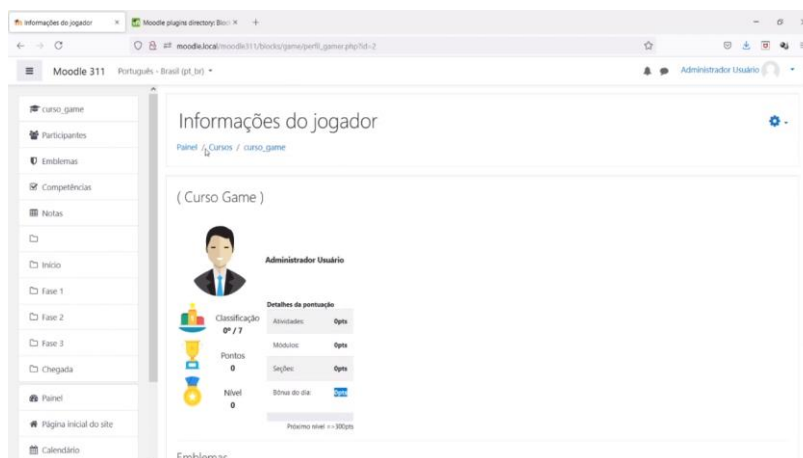 Informações do jogador
Moodle plugins directory: Bloc
moodle.local/moodle311/blocks/game/perfil_gamer.php?id=2
Moodle 311 Português - Brasil (pt_br)
Administrador Usuário
curso_game
Participantes
Emblemas
Competências
Notas
Início
Fase 1
Fase 2
Fase 3
Chegada
Painel
Página inicial do site
Calendário
Informações do jogador
Painel / Cursos / curso_game
( Curso Game )
Administrador Usuário
Classificação
0º / 7
Pontos
0
Nível
0
Detalhes da pontuação
Atividades: 0pts
Módulos: 0pts
Seções: 0pts
Bônus do dia: 0pts
Próximo nível =>300pts
Emblemas